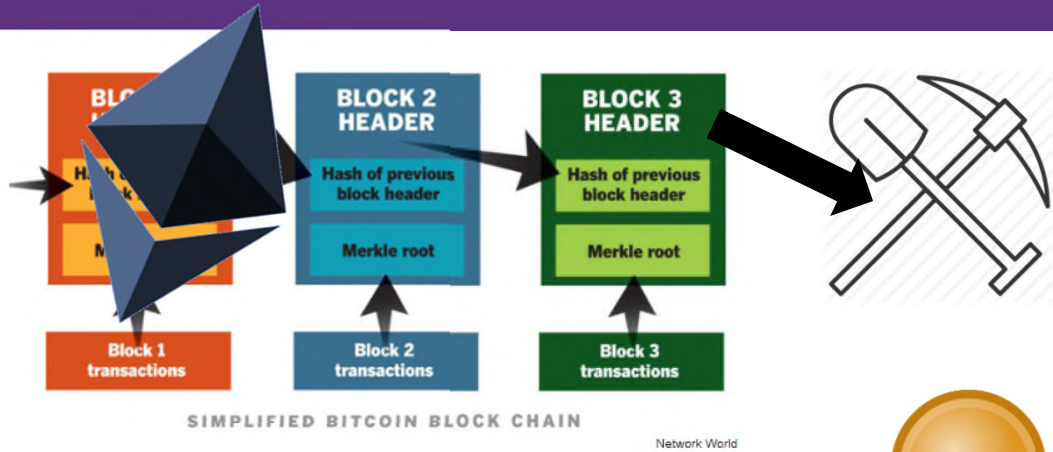 BLOCK 2
HEADER
BLOCK 3
HEADER
Hash of previous
block header
Hash of previous
block header
Merkle root
Merkle root
Block 1
transactions
Block 2
transactions
Block 3
transactions
SIMPLIFIED BITCOIN BLOCK CHAIN
Network World